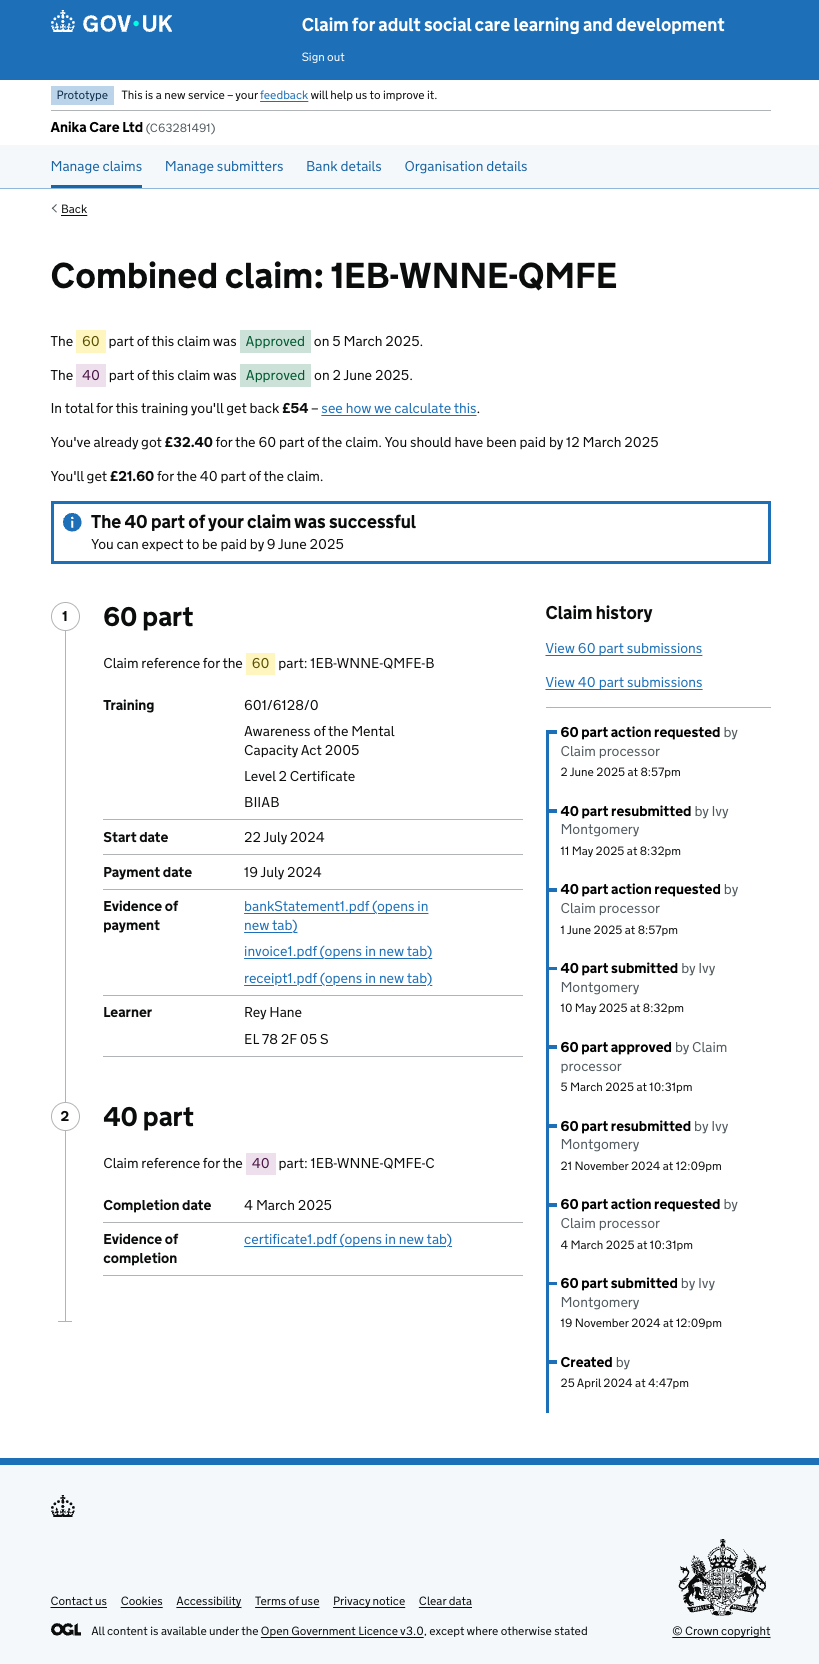 GOV·UK
Claim for adult social care learning and development
Sign out
Prototype This is a new service – your feedback will help us to improve it.
Anika Care Ltd (C63281491)
Manage claims Manage submitters Bank details Organisation details
Back
Combined claim: 1EB-WNNE-QMFE
The 60 part of this claim was Approved on 5 March 2025.
The 40 part of this claim was Approved on 2 June 2025.
In total for this training you'll get back £54 – see how we calculate this.
You've already got £32.40 for the 60 part of the claim. You should have been paid by 12 March 2025
You'll get £21.60 for the 40 part of the claim.
The 40 part of your claim was successful
You can expect to be paid by 9 June 2025
1
60 part
Claim reference for the 60 part: 1EB-WNNE-QMFE-B
Training 601/6128/0
Awareness of the Mental
Capacity Act 2005
Level 2 Certificate
BIIAB
Start date 22 July 2024
Payment date 19 July 2024
Evidence of
payment
bankStatement1.pdf (opens in
new tab)
invoice1.pdf (opens in new tab)
receipt1.pdf (opens in new tab)
Learner Rey Hane
EL 78 2F 05 S
2
40 part
Claim reference for the 40 part: 1EB-WNNE-QMFE-C
Completion date 4 March 2025
Evidence of
completion
certificate1.pdf (opens in new tab)
Claim history
View 60 part submissions
View 40 part submissions
60 part action requested by
Claim processor
2 June 2025 at 8:57pm
40 part resubmitted by Ivy
Montgomery
11 May 2025 at 8:32pm
40 part action requested by
Claim processor
1 June 2025 at 8:57pm
40 part submitted by Ivy
Montgomery
10 May 2025 at 8:32pm
60 part approved by Claim
processor
5 March 2025 at 10:31pm
60 part resubmitted by Ivy
Montgomery
21 November 2024 at 12:09pm
60 part action requested by
Claim processor
4 March 2025 at 10:31pm
60 part submitted by Ivy
Montgomery
19 November 2024 at 12:09pm
Created by
25 April 2024 at 4:47pm
Contact us Cookies Accessibility Terms of use Privacy notice Clear data
OGL All content is available under the Open Government Licence v3.0, except where otherwise stated
© Crown copyright